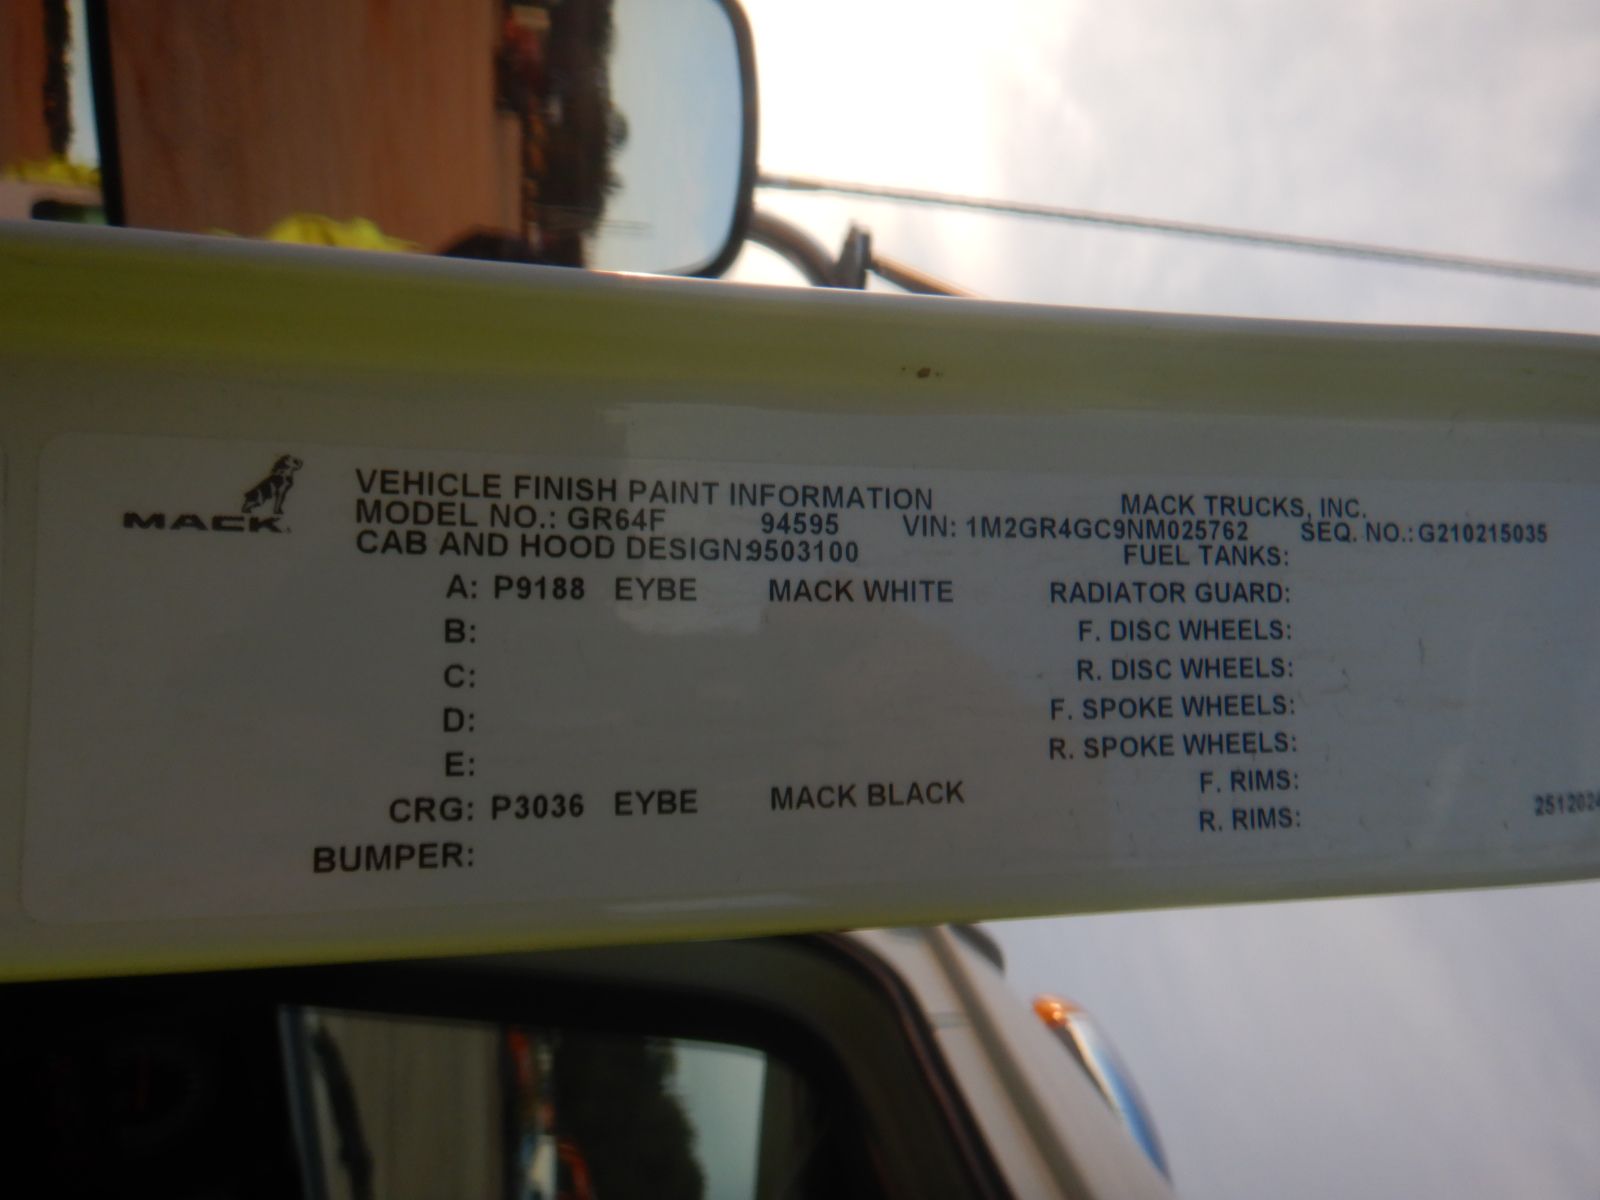 MACK
VEHICLE FINISH PAINT INFORMATION MACK TRUCKS, INC.
MODEL NO.: GR64F 94595 VIN: 1M2GR4GC9NM025762 SEQ. NO.: G210215035
CAB AND HOOD DESIGN: 9503100 FUEL TANKS:
A: P9188 EYBE MACK WHITE RADIATOR GUARD:
B: F. DISC WHEELS:
C: R. DISC WHEELS:
D: F. SPOKE WHEELS:
E: R. SPOKE WHEELS:
F. RIMS:
CRG: P3036 EYBE MACK BLACK R. RIMS:
BUMPER: